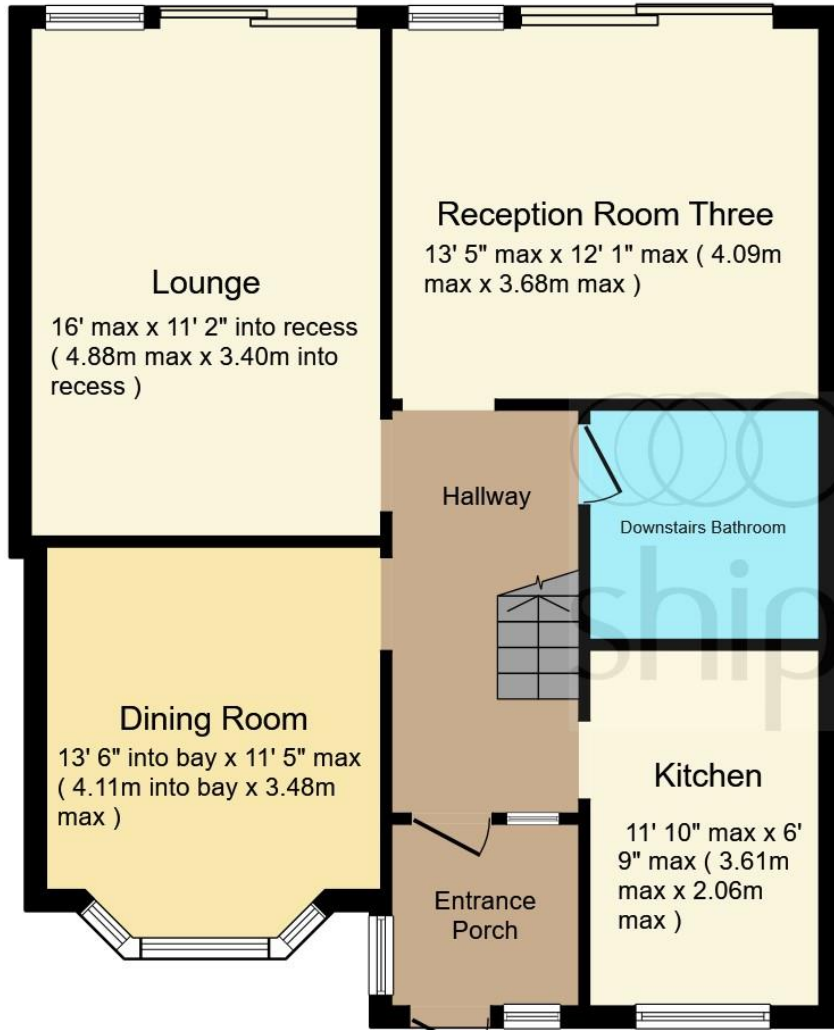 Lounge
16' max x 11' 2" into recess
( 4.88m max x 3.40m into
recess )
Reception Room Three
13' 5" max x 12' 1" max ( 4.09m
max x 3.68m max )
Hallway
Downstairs Bathroom
ship
Dining Room
13' 6" into bay x 11' 5" max
( 4.11m into bay x 3.48m
max )
Kitchen
11' 10" max x 6'
9" max ( 3.61m
max x 2.06m
max )
Entrance
Porch